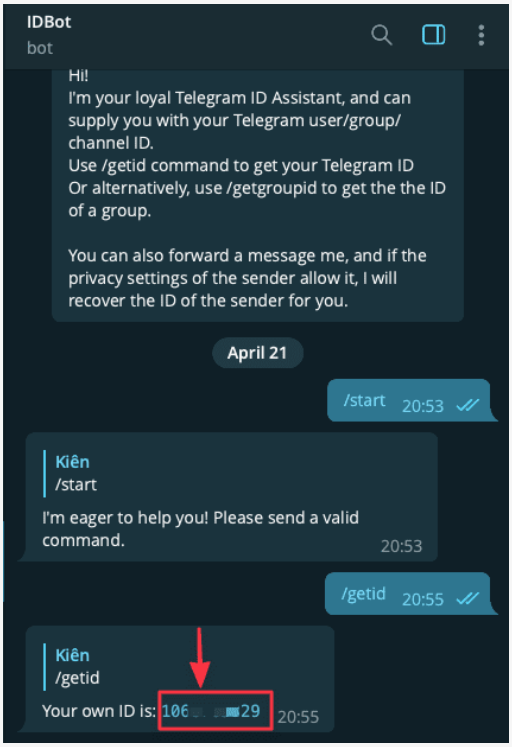 IDBot
bot
Hi!
I'm your loyal Telegram ID Assistant, and can
supply you with your Telegram user/group/
channel ID.
Use /getid command to get your Telegram ID
Or alternatively, use /getgroupid to get the the ID
of a group.
You can also forward a message me, and if the
privacy settings of the sender allow it, I will
recover the ID of the sender for you.
April 21
/start 20:53
Kiên
/start
I'm eager to help you! Please send a valid
command.
20:53
/getid 20:55
Kiên
/getid
Your own ID is: 20:55